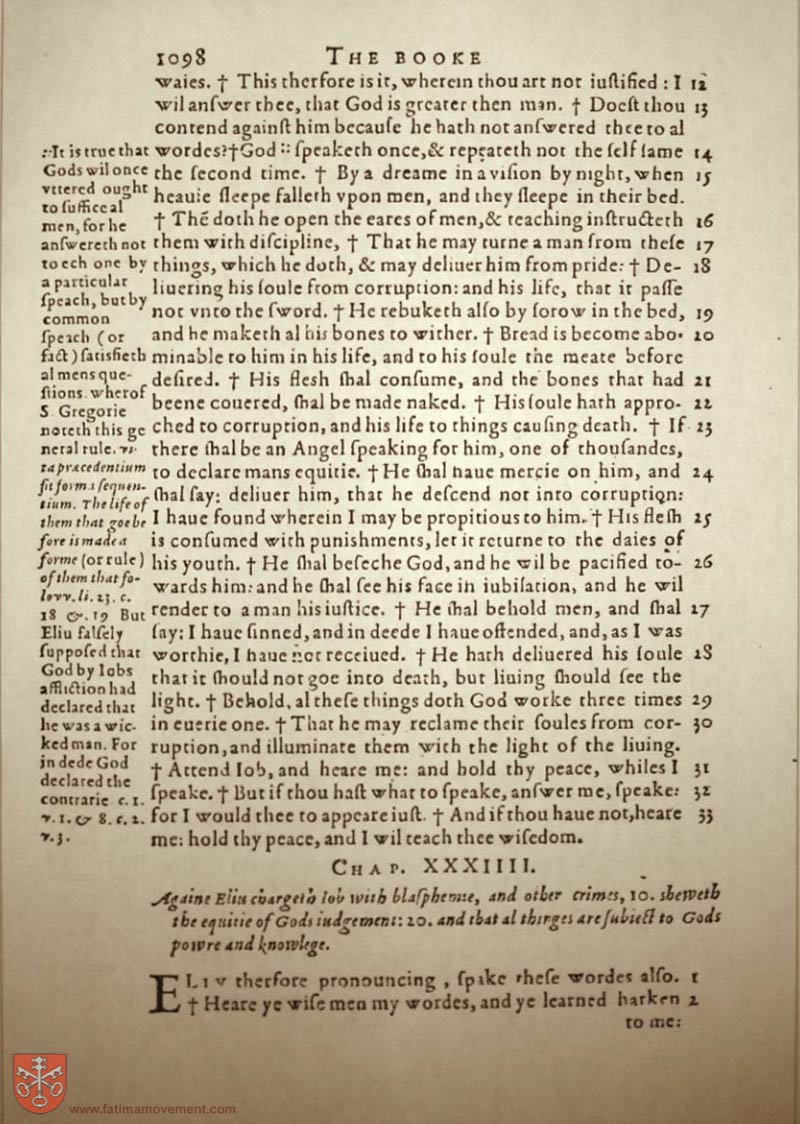 1098 THE BOOKE
waies. † This therfore is it, wherein thou art not iuſtified : I 12
wil anſwer thee, that God is greater then man. † Doeſt thou 13
contend againſt him becauſe he hath not anſwered thee to al
wordes?†God :: ſpeaketh once,& repeateth not the ſelf ſame 14
the ſecond time. † By a dreame in a viſion by night, when 15
heauie ſleepe falleth vpon men, and they ſleepe in their bed.
† Thē doth he open the eares of men,& teaching inſtructeth 16
them with diſcipline, † That he may turne a man from theſe 17
things, which he doth, & may deliuer him from pride: † De- 18
liuering his ſoule from corruption: and his life, that it paſſe
not vnto the ſword. † He rebuketh alſo by ſorow in the bed, 19
and he maketh al his bones to wither. † Bread is become abo- 20
minable to him in his life, and to his ſoule the meate before
deſired. † His fleſh ſhal conſume, and the bones that had 21
beene couered, ſhal be made naked. † His ſoule hath appro- 22
ched to corruption, and his life to things cauſing death. † If 23
there ſhal be an Angel ſpeaking for him, one of thouſandes,
to declare mans equitie. † He ſhal haue mercie on him, and 24
ſhal ſay: deliuer him, that he deſcend not into corruption:
I haue found wherein I may be propitious to him. † His fleſh 25
is conſumed with puniſhments, let it returne to the daies of
his youth. † He ſhal beſeche God, and he wil be pacified to- 26
wards him: and he ſhal ſee his face in iubilation, and he wil
render to a man his iuſtice. † He ſhal behold men, and ſhal 27
ſay: I haue ſinned, and in deede I haue offended, and, as I was
worthie, I haue not receiued. † He hath deliuered his ſoule 28
that it ſhould not goe into death, but liuing ſhould ſee the
light. † Behold, al theſe things doth God worke three times 29
in euerie one. † That he may reclame their ſoules from cor- 30
ruption, and illuminate them with the light of the liuing.
† Attend Iob, and heare me: and hold thy peace, whiles I 31
ſpeake. † But if thou haſt what to ſpeake, anſwer me, ſpeake: 32
for I would thee to appeare iuſt. † And if thou haue not, heare 33
me: hold thy peace, and I wil teach thee wiſedom.
:: It is true that
Gods wil once
vttered ought
to ſuffice al
men, for he
anſwereth not
to ech one by
a particular
ſpeach, but by
common
ſpeach (or
fact) ſatisfieth
al mens que-
ſtions. wherof
S Gregorie
noteth this ge
neral rule. vi-
ta præcedentium
fit forma ſequen-
tium. The life of
them that goe be
fore is made a
forme (or rule)
of them that fo-
lovv. li. 23. c.
18 & 19 But
Eliu falſely
ſuppoſed that
God by Iobs
affliction had
declared that
he was a wic-
ked man. For
in dede God
declared the
contrarie c. 1.
v. 1. & 8. c. 2.
v. 3.
CHAP. XXXIIII.
Againe Eliu chargeth Iob with blaſphemie, and other crimes, 10. sheweth
the equitie of Gods iudgement: 20. and that al thinges are ſubiect to Gods
powre and knowlege.
ELIV therfore pronouncing , ſpake theſe wordes alſo. 1
† Heare ye wiſe men my wordes, and ye learned harken 2
to me:
www.fatimamovement.com